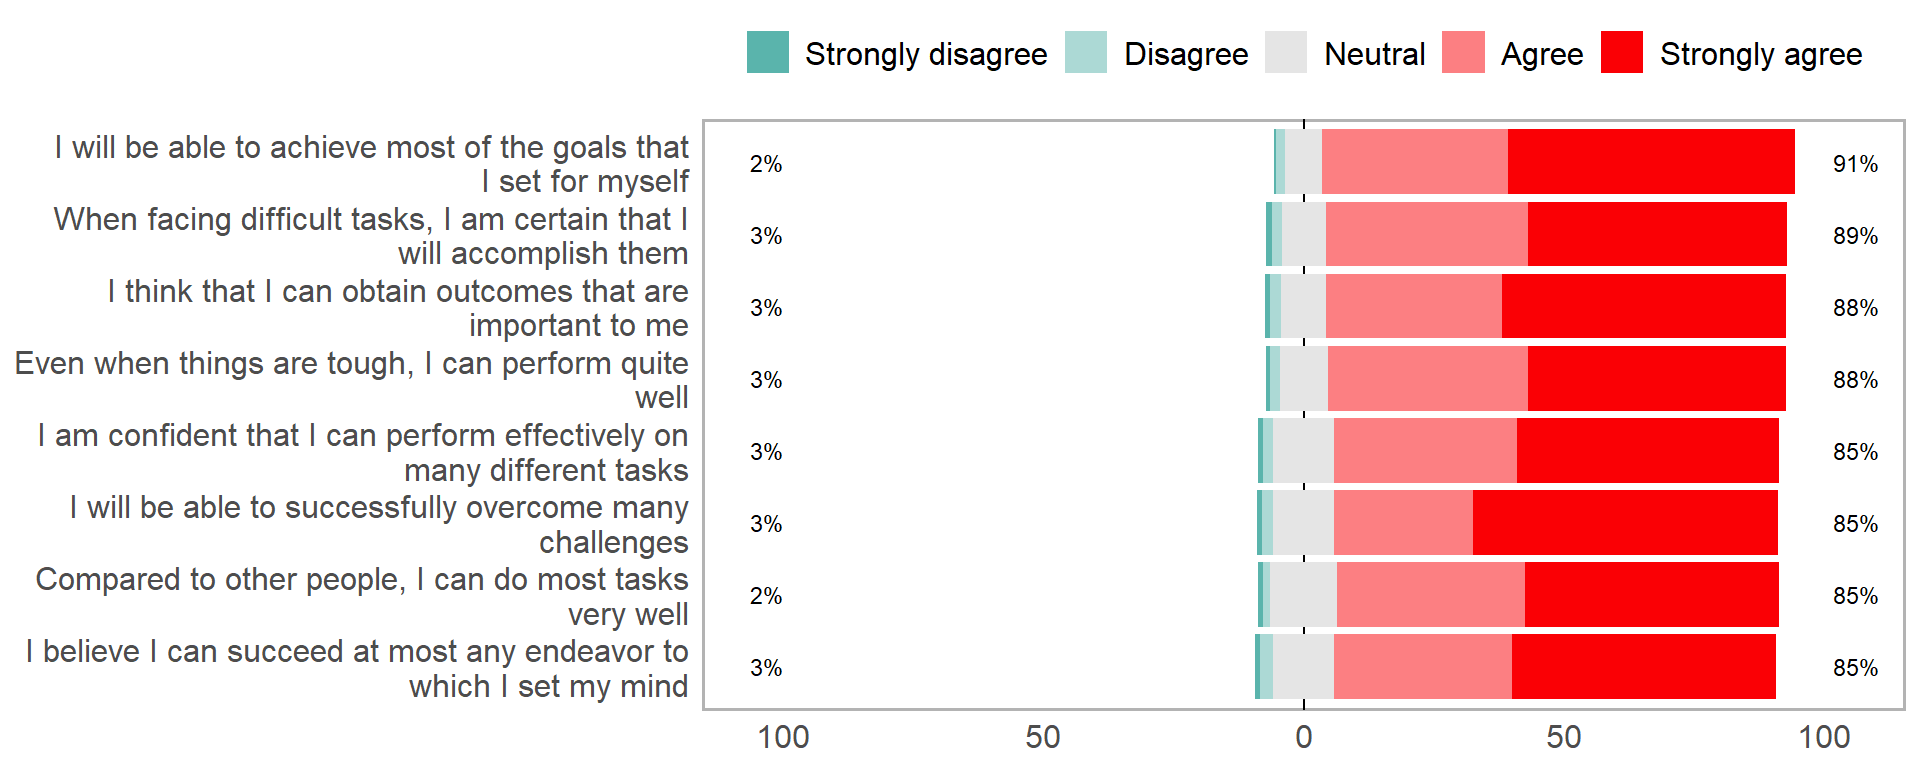 Strongly disagree Disagree Neutral Agree Strongly agree
I will be able to achieve most of the goals that
I set for myself
2% 91%
When facing difficult tasks, I am certain that I
will accomplish them
3% 89%
I think that I can obtain outcomes that are
important to me
3% 88%
Even when things are tough, I can perform quite
well
3% 88%
I am confident that I can perform effectively on
many different tasks
3% 85%
I will be able to successfully overcome many
challenges
3% 85%
Compared to other people, I can do most tasks
very well
2% 85%
I believe I can succeed at most any endeavor to
which I set my mind
3% 85%
100 50 0 50 100